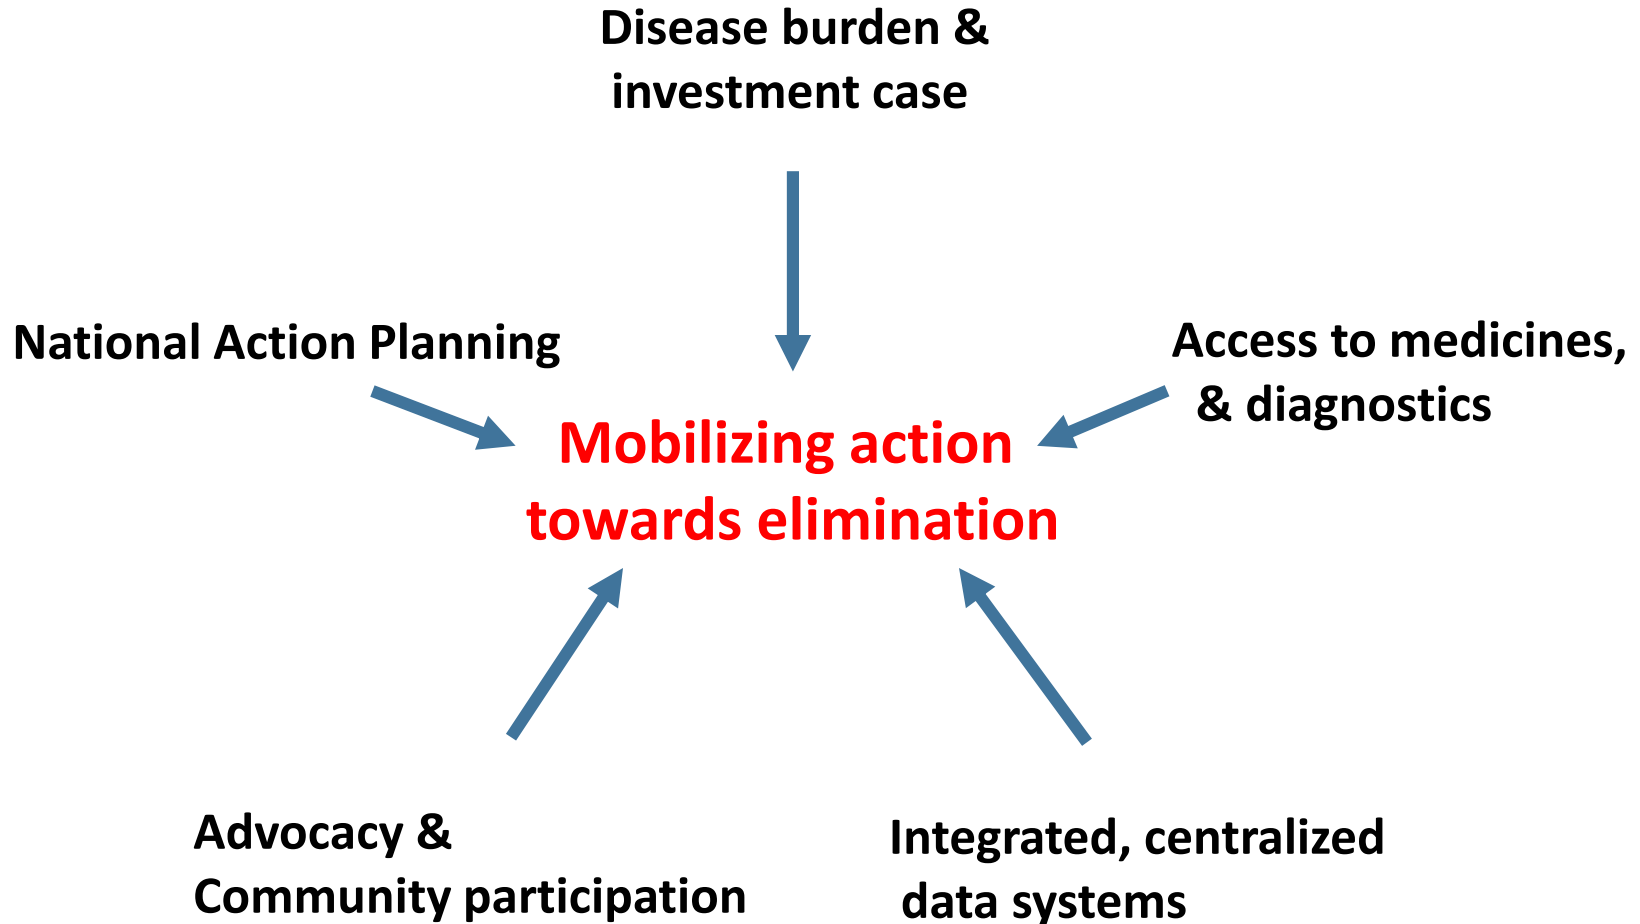 Disease burden &
investment case
National Action Planning
Access to medicines,
& diagnostics
Mobilizing action
towards elimination
Advocacy &
Community participation
Integrated, centralized
data systems